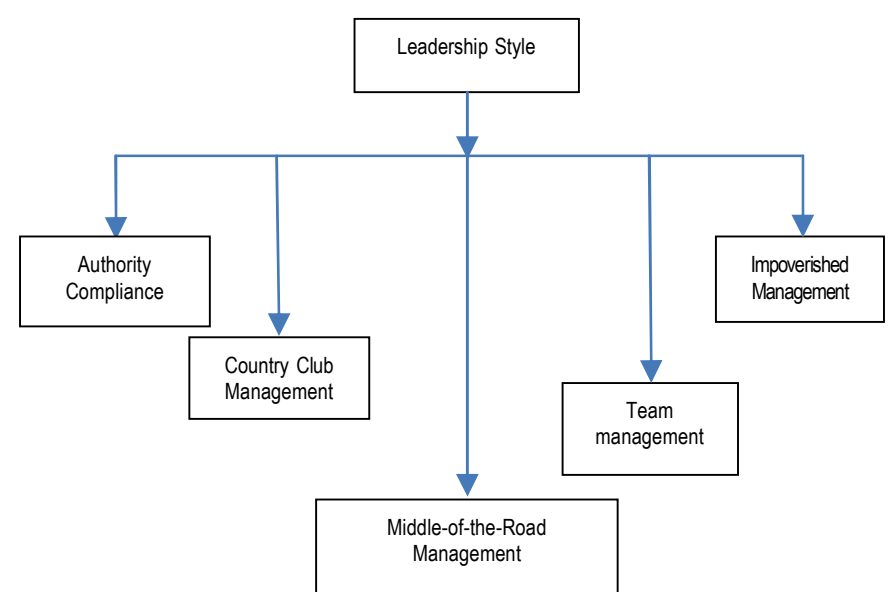 Leadership Style
Authority
Compliance
Impoverished
Management
Country Club
Management
Team
management
Middle-of-the-Road
Management